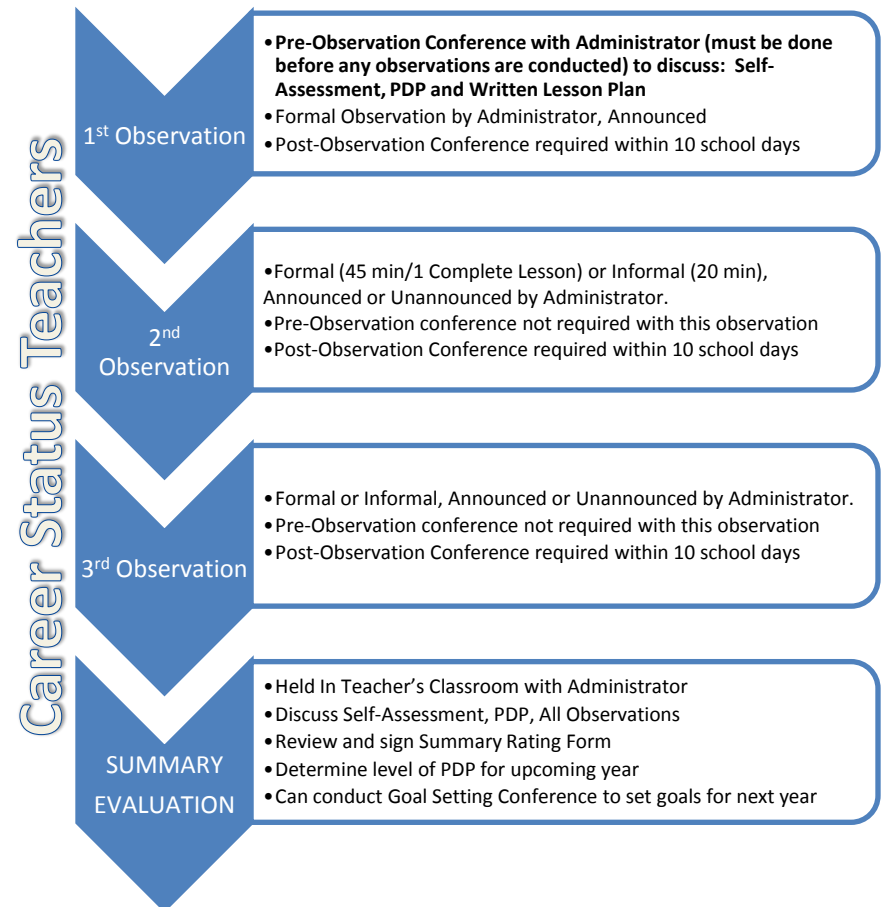 Career Status Teachers
1st Observation
•Pre-Observation Conference with Administrator (must be done
before any observations are conducted) to discuss:  Self-
Assessment, PDP and Written Lesson Plan
•Formal Observation by Administrator, Announced
•Post-Observation Conference required within 10 school days
2nd
Observation
•Formal (45 min/1 Complete Lesson) or Informal (20 min),
Announced or Unannounced by Administrator.
•Pre-Observation conference not required with this observation
•Post-Observation Conference required within 10 school days
3rd Observation
•Formal or Informal, Announced or Unannounced by Administrator.
•Pre-Observation conference not required with this observation
•Post-Observation Conference required within 10 school days
SUMMARY
EVALUATION
•Held In Teacher’s Classroom with Administrator
•Discuss Self-Assessment, PDP, All Observations
•Review and sign Summary Rating Form
•Determine level of PDP for upcoming year
•Can conduct Goal Setting Conference to set goals for next year